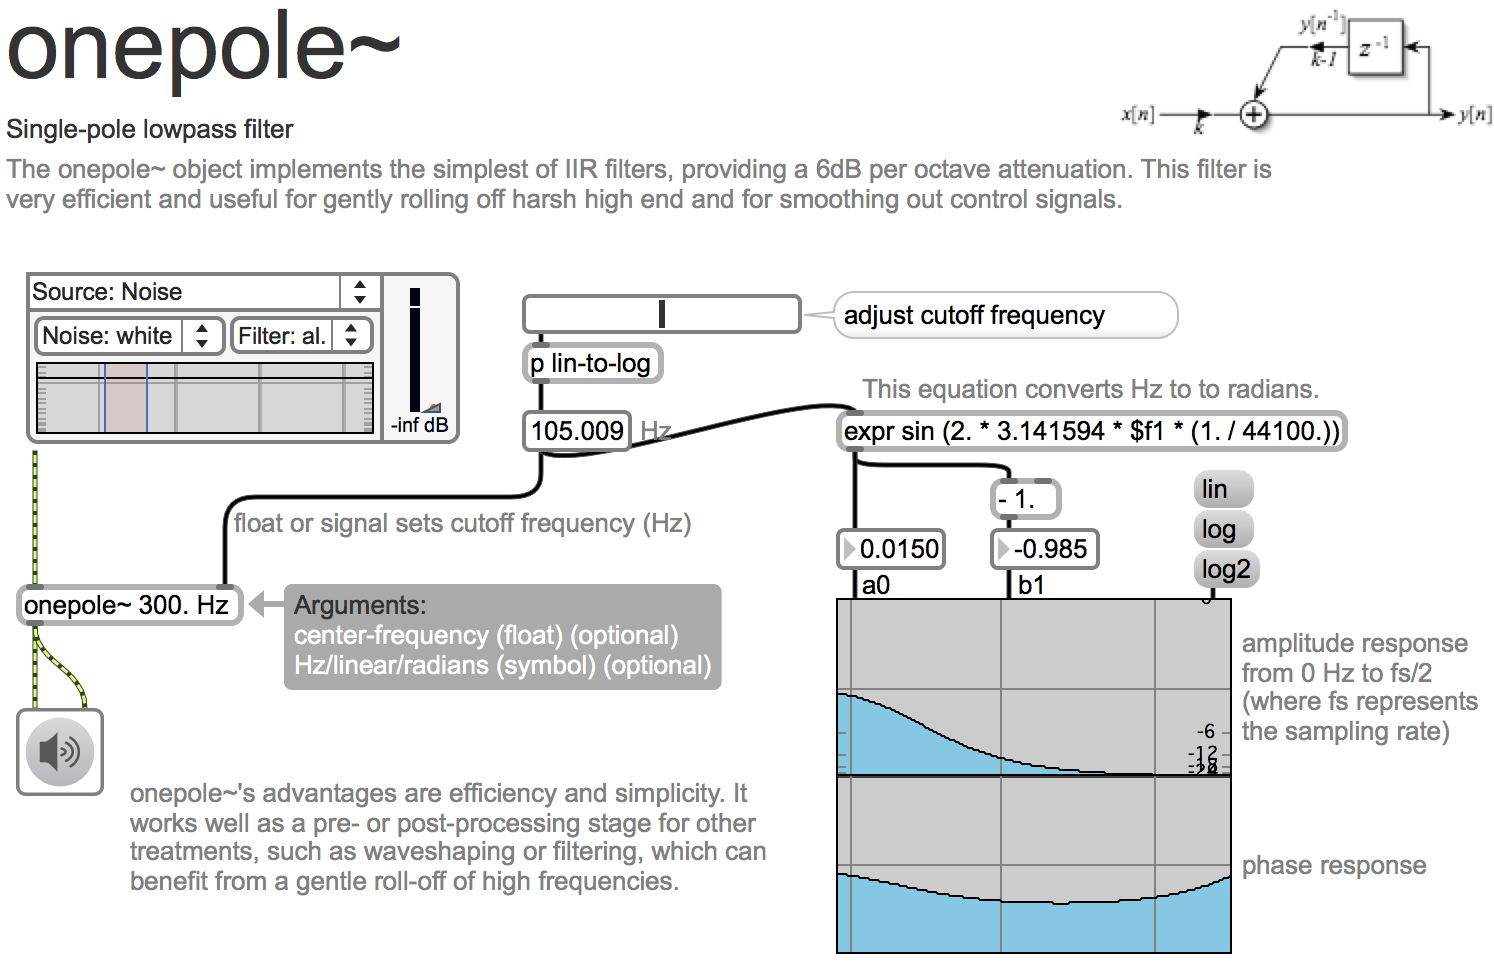 onepole~
Single-pole lowpass filter
The onepole~ object implements the simplest of IIR filters, providing a 6dB per octave attenuation. This filter is
very efficient and useful for gently rolling off harsh high end and for smoothing out control signals.
y[n⁻¹]
z⁻¹
k-1
x[n]
k
+
y[n]
Source: Noise
Noise: white
Filter: al.
-inf dB
adjust cutoff frequency
p lin-to-log
105.009 Hz
This equation converts Hz to to radians.
expr sin (2. * 3.141594 * $f1 * (1. / 44100.))
- 1.
lin
log
log2
float or signal sets cutoff frequency (Hz)
0.0150
-0.985
a0
b1
onepole~ 300. Hz
Arguments:
center-frequency (float) (optional)
Hz/linear/radians (symbol) (optional)
amplitude response
from 0 Hz to fs/2
(where fs represents
the sampling rate)
-6
-12
onepole~'s advantages are efficiency and simplicity. It
works well as a pre- or post-processing stage for other
treatments, such as waveshaping or filtering, which can
benefit from a gentle roll-off of high frequencies.
phase response